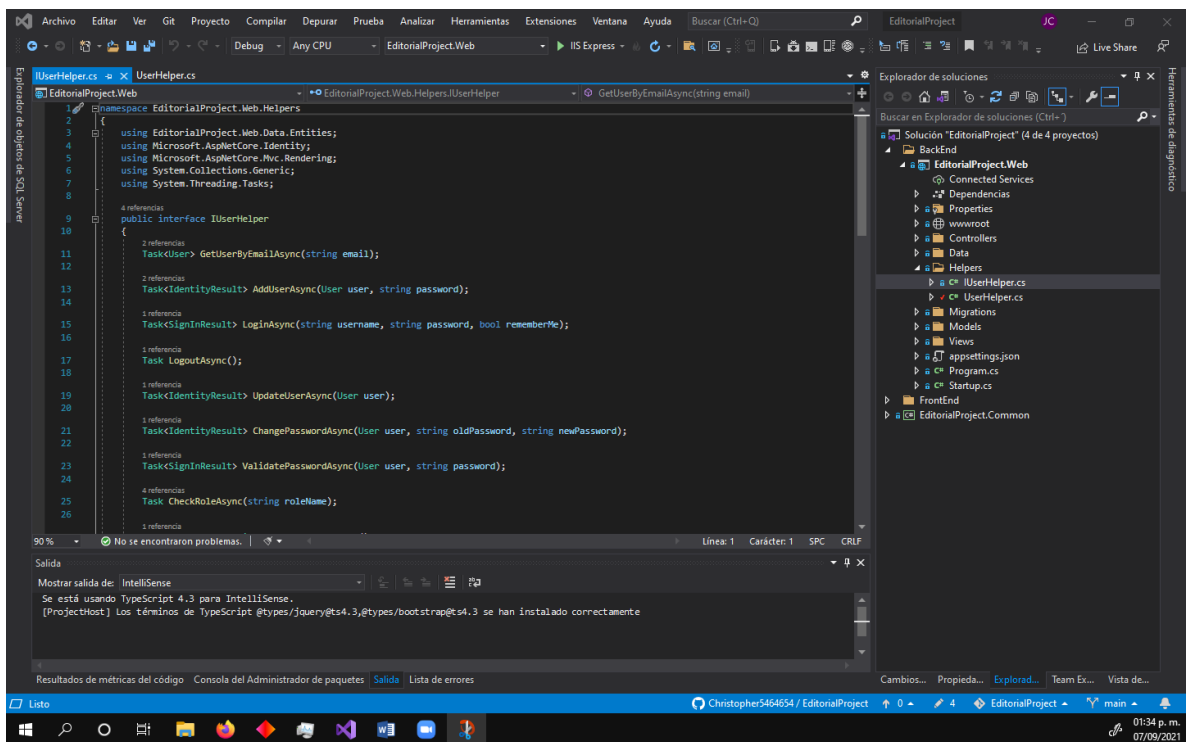 Archivo Editar Ver Git Proyecto Compilar Depurar Prueba Analizar Herramientas Extensiones Ventana Ayuda Buscar (Ctrl+Q) EditorialProject JC
Debug Any CPU EditorialProject.Web IIS Express Live Share
Explorador de objetos de SQL Server
IUserHelper.cs UserHelper.cs
EditorialProject.Web EditorialProject.Web.Helpers.IUserHelper GetUserByEmailAsync(string email)
1 namespace EditorialProject.Web.Helpers
2 {
3 using EditorialProject.Web.Data.Entities;
4 using Microsoft.AspNetCore.Identity;
5 using Microsoft.AspNetCore.Mvc.Rendering;
6 using System.Collections.Generic;
7 using System.Threading.Tasks;
8
4 referencias
9 public interface IUserHelper
10 {
2 referencias
11 Task<User> GetUserByEmailAsync(string email);
12
2 referencias
13 Task<IdentityResult> AddUserAsync(User user, string password);
14
1 referencia
15 Task<SignInResult> LoginAsync(string username, string password, bool rememberMe);
16
1 referencia
17 Task LogoutAsync();
18
1 referencia
19 Task<IdentityResult> UpdateUserAsync(User user);
20
1 referencia
21 Task<IdentityResult> ChangePasswordAsync(User user, string oldPassword, string newPassword);
22
1 referencia
23 Task<SignInResult> ValidatePasswordAsync(User user, string password);
24
4 referencias
25 Task CheckRoleAsync(string roleName);
26
1 referencia
90 % No se encontraron problemas. Línea: 1 Carácter: 1 SPC CRLF
Salida
Mostrar salida de: IntelliSense
Se está usando TypeScript 4.3 para IntelliSense.
[ProjectHost] Los términos de TypeScript @types/jquery@ts4.3,@types/bootstrap@ts4.3 se han instalado correctamente
Resultados de métricas del código Consola del Administrador de paquetes Salida Lista de errores
Explorador de soluciones
Buscar en Explorador de soluciones (Ctrl+´)
Solución "EditorialProject" (4 de 4 proyectos)
BackEnd
EditorialProject.Web
Connected Services
Dependencias
Properties
wwwroot
Controllers
Data
Helpers
C# IUserHelper.cs
C# UserHelper.cs
Migrations
Models
Views
appsettings.json
C# Program.cs
C# Startup.cs
FrontEnd
C# EditorialProject.Common
Cambios... Propieda... Explorad... Team Ex... Vista de...
Herramientas de diagnóstico
Listo Christopher5464654 / EditorialProject 0 4 EditorialProject main
01:34 p. m.
07/09/2021